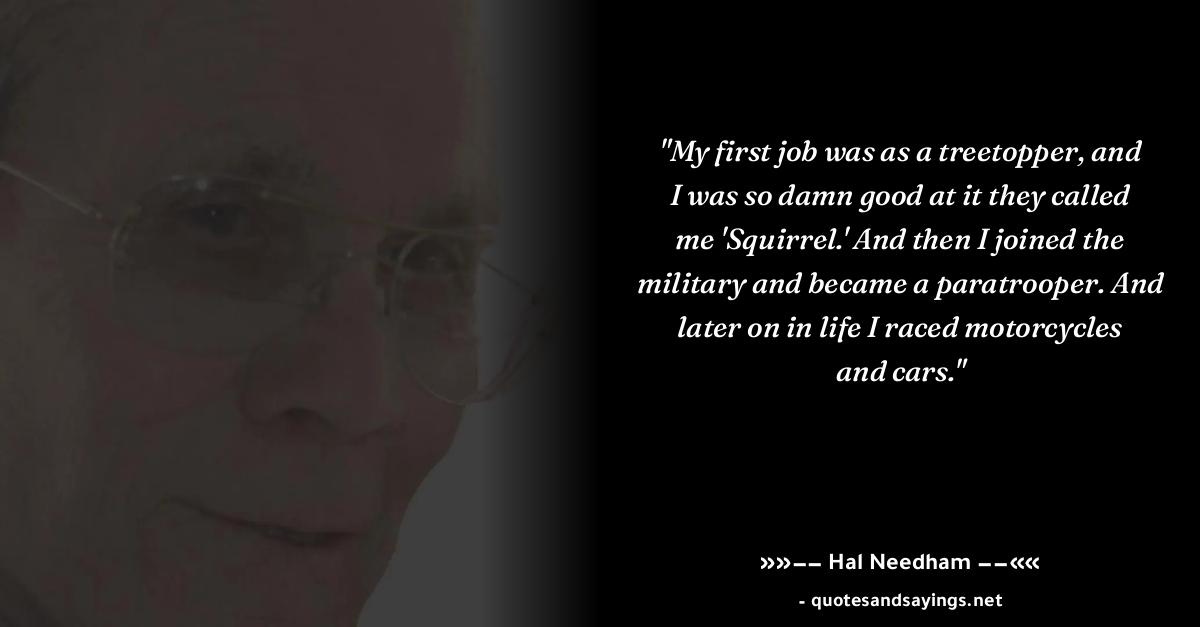 "My first job was as a treetopper, and
I was so damn good at it they called
me 'Squirrel.' And then I joined the
military and became a paratrooper. And
later on in life I raced motorcycles
and cars."
»»−− Hal Needham −−««
- quotesandsayings.net